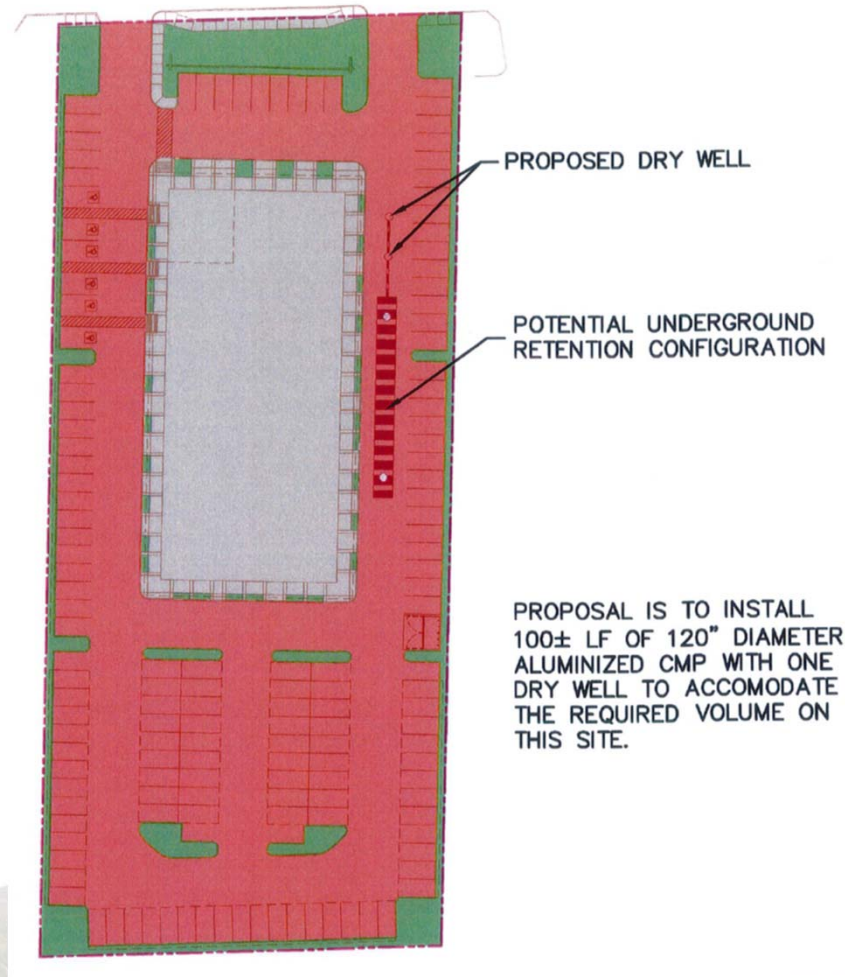 PROPOSED DRY WELL
POTENTIAL UNDERGROUND
RETENTION CONFIGURATION
PROPOSAL IS TO INSTALL
100± LF OF 120" DIAMETER
ALUMINIZED CMP WITH ONE
DRY WELL TO ACCOMODATE
THE REQUIRED VOLUME ON
THIS SITE.